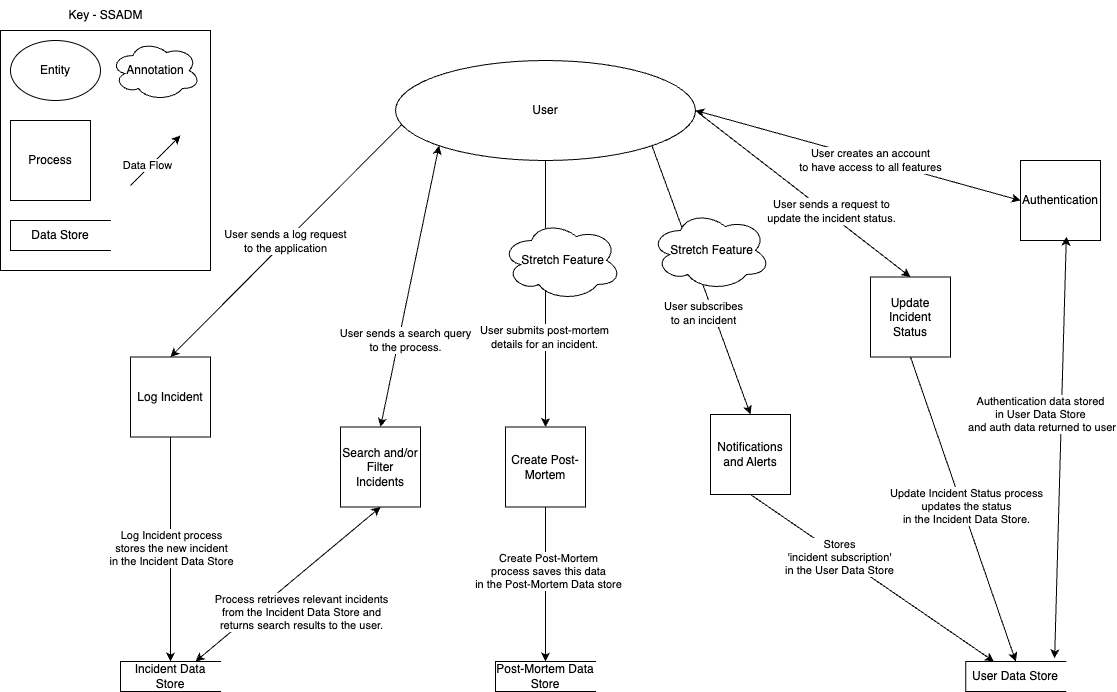 Key - SSADM
Entity
Annotation
Process
Data Flow
Data Store
User
User creates an account
to have access to all features
Authentication
User sends a request to
update the incident status.
User sends a log request
to the application
Stretch Feature
Stretch Feature
Update
Incident
Status
User subscribes
to an incident
User sends a search query
to the process.
User submits post-mortem
details for an incident.
Log Incident
Search and/or
Filter
Incidents
Create Post-
Mortem
Notifications
and Alerts
Authentication data stored
in User Data Store
and auth data returned to user
Update Incident Status process
updates the status
in the Incident Data Store.
Log Incident process
stores the new incident
in the Incident Data Store
Stores
'incident subscription'
in the User Data Store
Create Post-Mortem
process saves this data
in the Post-Mortem Data store
Process retrieves relevant incidents
from the Incident Data Store and
returns search results to the user.
Incident Data
Store
Post-Mortem Data
Store
User Data Store